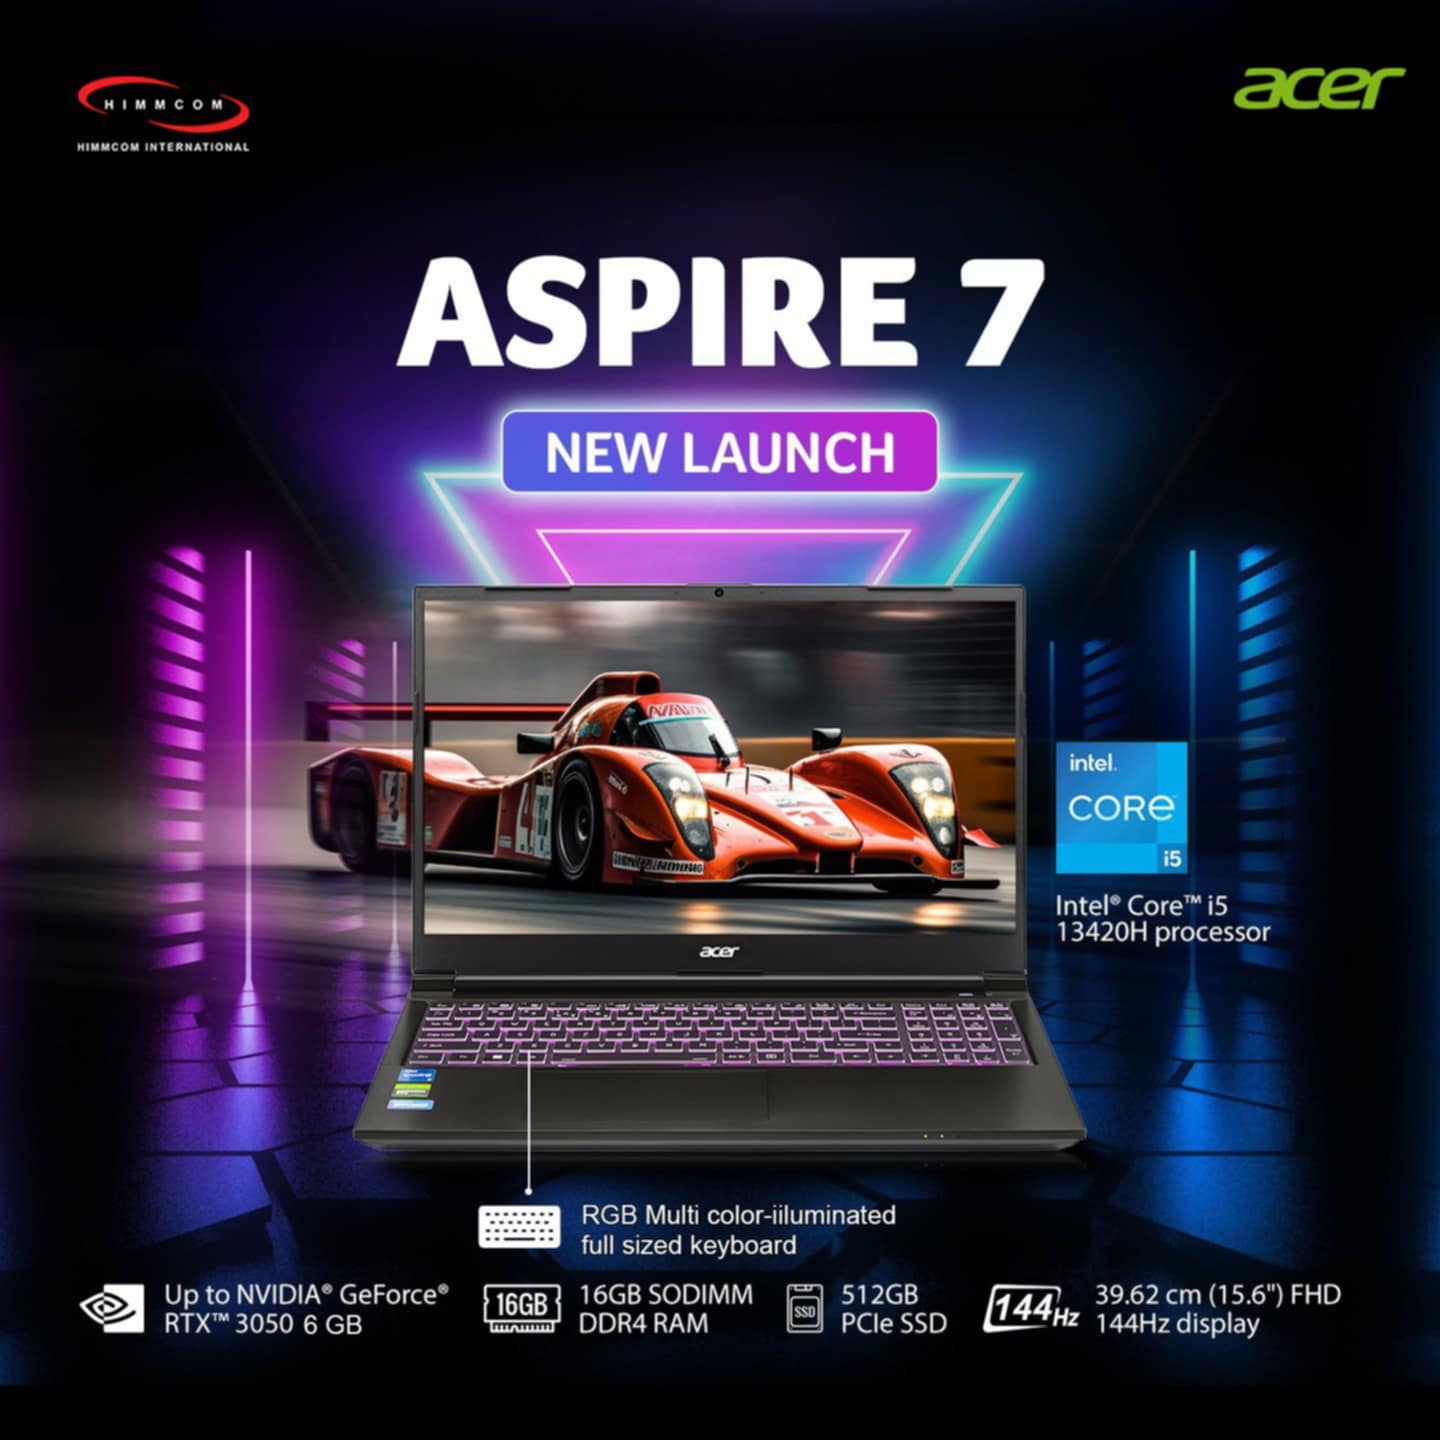 HIMMCOM
HIMMCOM INTERNATIONAL
acer
ASPIRE 7
NEW LAUNCH
intel.
CORE
i5
Intel® Core™ i5
13420H processor
acer
RGB Multi color-iiluminated
full sized keyboard
Up to NVIDIA® GeForce®
RTX™ 3050 6 GB
16GB
16GB SODIMM
DDR4 RAM
SSD
512GB
PCIe SSD
144Hz
39.62 cm (15.6") FHD
144Hz display